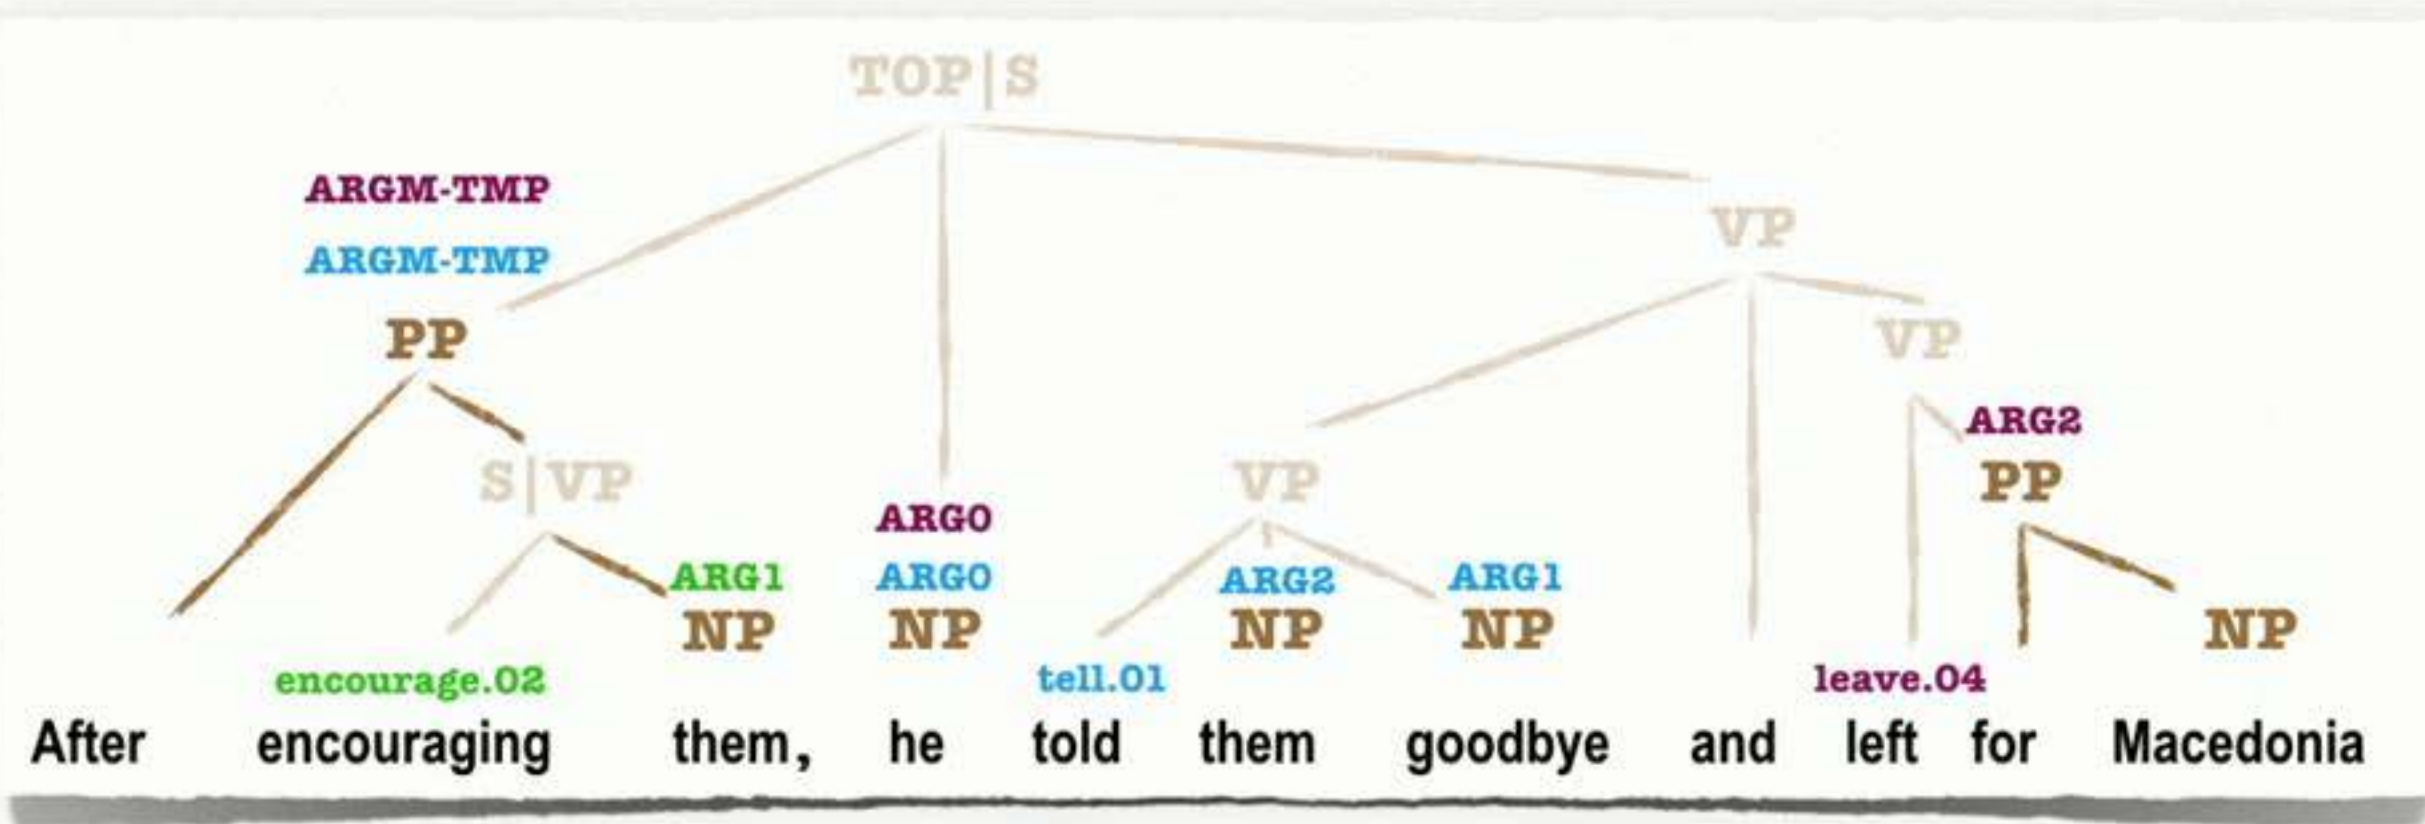 TOP|S
ARGM-TMP
VP
ARGM-TMP
PP
VP
ARG2
S|VP
VP
PP
ARG0
ARG1
ARG0
ARG2
ARG1
NP
NP
NP
NP
NP
encourage.02
tell.01
leave.04
After encouraging them, he told them goodbye and left for Macedonia